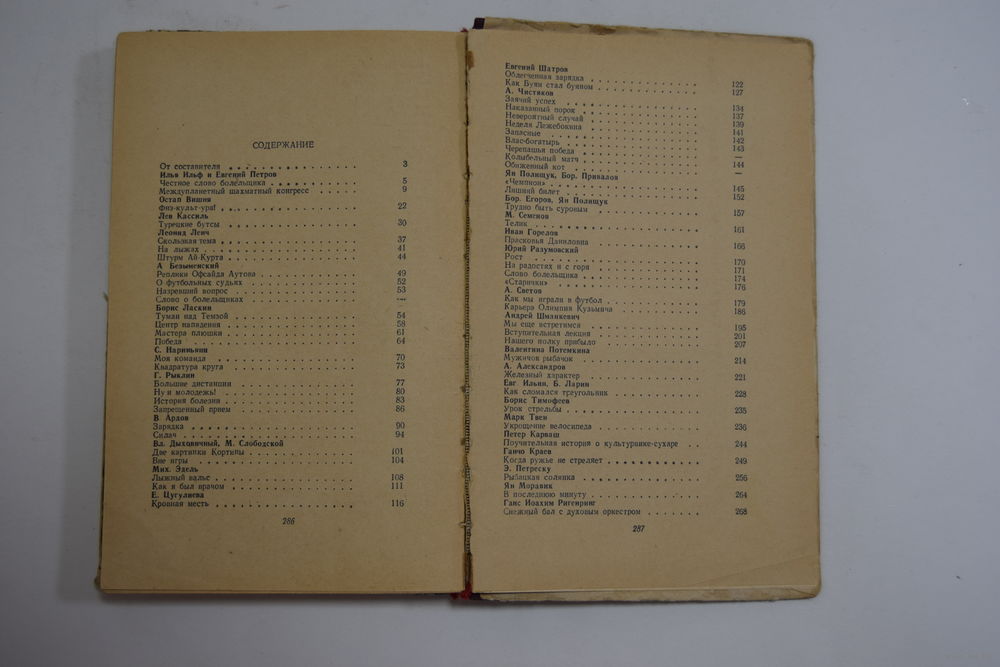 СОДЕРЖАНИЕ
От составителя . . . . . . . . . . . . 3
Илья Ильф и Евгений Петров
Честное слово болельщика . . . . . . . . 5
Междупланетный шахматный конгресс . . . . 9
Остап Вишня
Физ-культ-ура! . . . . . . . . . . . . 22
Лев Кассиль
Турецкие бутсы . . . . . . . . . . . . 30
Леонид Ленч
Скользкая тема . . . . . . . . . . . . 37
На лыжах . . . . . . . . . . . . 41
Штурм Ай-Курта . . . . . . . . . . . . 44
А. Безыменский
Реплики Офсайда Аутова . . . . . . . . 49
О футбольных судьях . . . . . . . . 52
Назревший вопрос . . . . . . . . 53
Слово о болельщиках . . . . . . . . —
Борис Ласкин
Туман над Темзой . . . . . . . . 54
Центр нападения . . . . . . . . 58
Мастера плюшки . . . . . . . . 61
Победа . . . . . . . . 64
С. Нариньяни
Моя команда . . . . . . . . 70
Квадратура круга . . . . . . . . 73
Г. Рыклин
Большие дистанции . . . . . . . . 77
Ну и молодежь! . . . . . . . . 80
История болезни . . . . . . . . 83
Запрещенный прием . . . . . . . . 86
В. Ардов
Зарядка . . . . . . . . 90
Силач . . . . . . . . 94
Вл. Дыховичный, М. Слободской
Две картинки Кортины . . . . . . . . 101
Вне игры . . . . . . . . 104
Мих. Эдель
Лыжный вальс . . . . . . . . 108
Как я был врачом . . . . . . . . 111
Е. Цугулиева
Кровная месть . . . . . . . . 116
286
Евгений Шатров
Облегченная зарядка . . . . . . . . 122
Как Буян стал буяном . . . . . . . . 127
А. Чистяков
Заячий успех . . . . . . . . 134
Наказанный порок . . . . . . . . 137
Невероятный случай . . . . . . . . 139
Неделя Лежебокина . . . . . . . . 141
Запасные . . . . . . . . 142
Влас-богатырь . . . . . . . . 143
Черепашья победа . . . . . . . . —
Колыбельный матч . . . . . . . . 144
Обиженный кот . . . . . . . . —
Ян Полищук, Бор. Привалов
«Чемпион» . . . . . . . . 145
Лишний билет . . . . . . . . 152
Бор. Егоров, Ян Полищук
Трудно быть суровым . . . . . . . . 157
М. Семенов
Телик . . . . . . . . 161
Иван Горелов
Прасковья Даниловна . . . . . . . . 166
Юрий Разумовский
Рост . . . . . . . . 170
На радостях и с горя . . . . . . . . 171
Слово болельщика . . . . . . . . 174
«Старички» . . . . . . . . 176
А. Светов
Как мы играли в футбол . . . . . . . . 179
Карьера Олимпия Кузьмича . . . . . . . . 186
Андрей Шманкевич
Мы еще встретимся . . . . . . . . 195
Вступительная лекция . . . . . . . . 201
Нашего полку прибыло . . . . . . . . 207
Валентина Потемкина
Мужичок рыбачок . . . . . . . . 214
А. Александров
Железный характер . . . . . . . . 221
Евг Ильин, Б. Ларин
Как сломался треугольник . . . . . . . . 228
Борис Тимофеев
Урок стрельбы . . . . . . . . 235
Марк Твен
Укрощение велосипеда . . . . . . . . 236
Петер Карваш
Поучительная история о культурнике-сухаре . . 244
Ганчо Краев
Когда ружье не стреляет . . . . . . . . 249
Э. Петреску
Рыбацкая солянка . . . . . . . . 256
Ян Моравек
В последнюю минуту . . . . . . . . 264
Ганс Иоахим Ригенринг
Снежный бал с духовым оркестром . . . . . . . 268
287